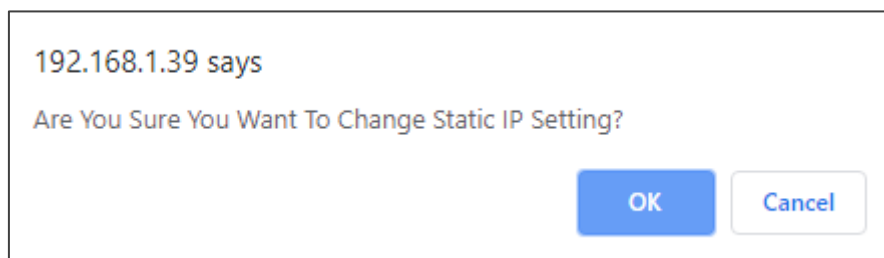 192.168.1.39 says
Are You Sure You Want To Change Static IP Setting?
OK
Cancel